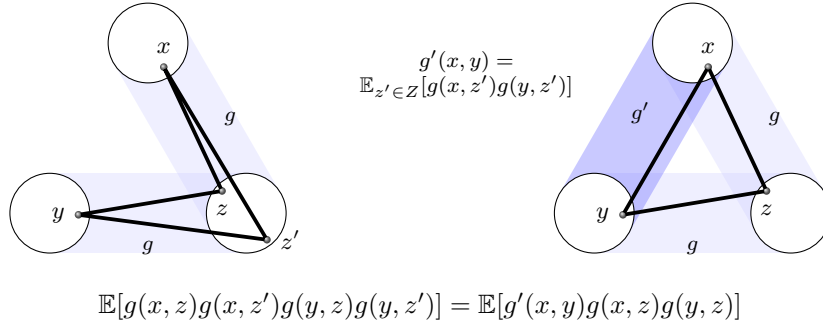 x
g
y
z
z′
g
g′(x, y) =
𝔼_{z′∈Z}[g(x, z′)g(y, z′)]
x
g′
g
y
z
g
𝔼[g(x, z)g(x, z′)g(y, z)g(y, z′)] = 𝔼[g′(x, y)g(x, z)g(y, z)]